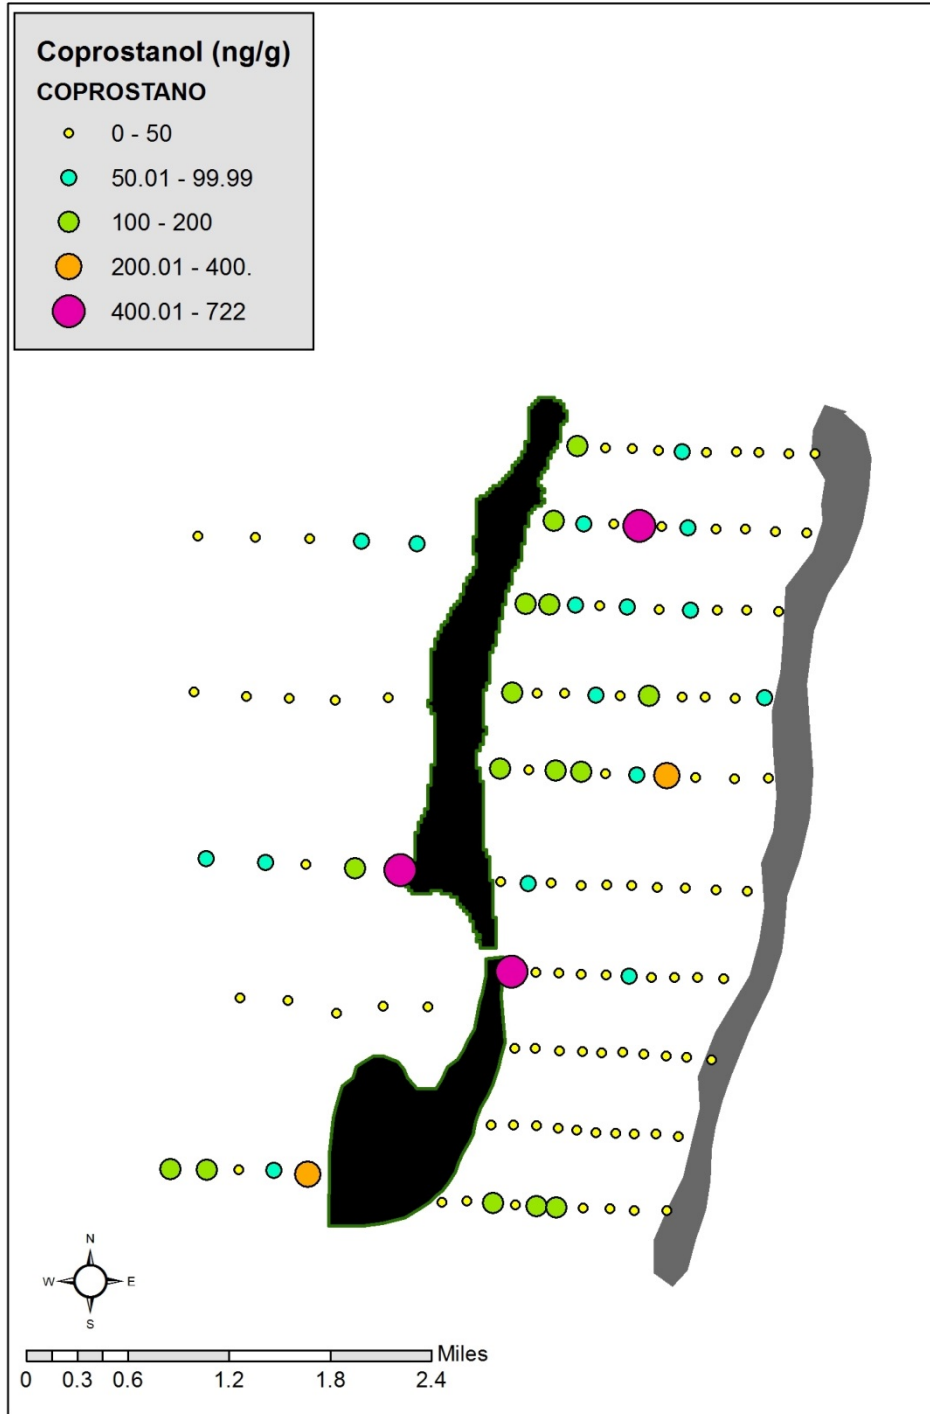 Coprostanol (ng/g)
COPROSTANO
0 - 50
50.01 - 99.99
100 - 200
200.01 - 400.
400.01 - 722
N
W E
S
Miles
0 0.3 0.6 1.2 1.8 2.4